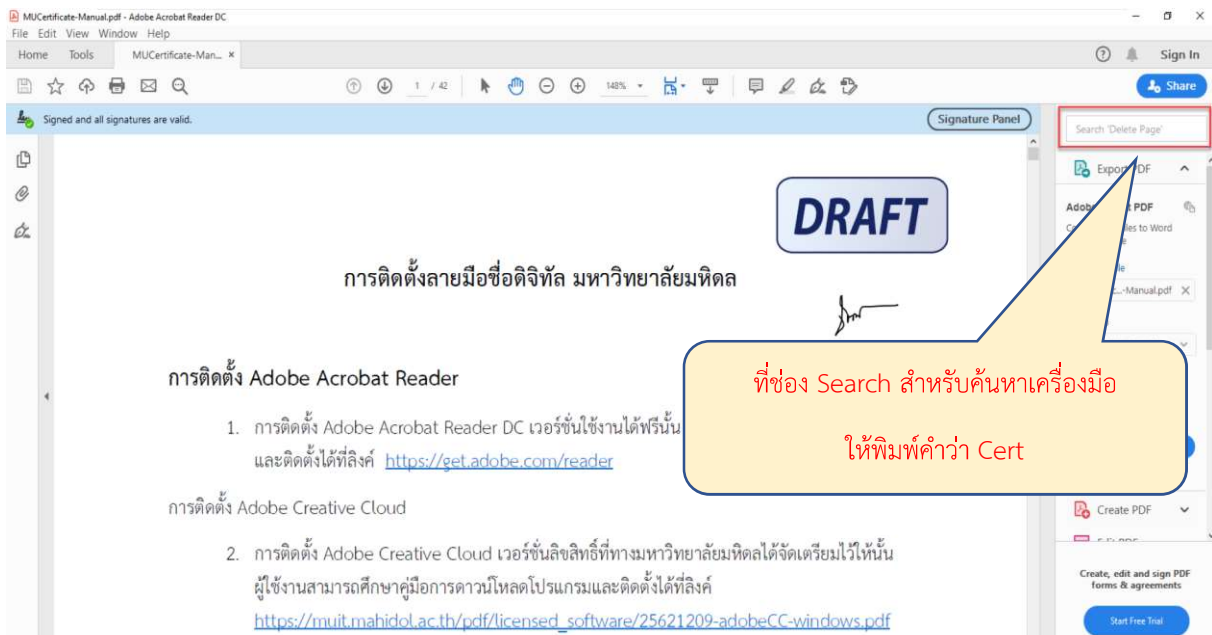 MUCertificate-Manual.pdf - Adobe Acrobat Reader DC
File Edit View Window Help
Home Tools MUCertificate-Man... × Sign In
1 / 42 148% Share
Signed and all signatures are valid. Signature Panel
Search 'Delete Page'
Export PDF
DRAFT
การติดตั้งลายมือชื่อดิจิทัล มหาวิทยาลัยมหิดล
การติดตั้ง Adobe Acrobat Reader
1. การติดตั้ง Adobe Acrobat Reader DC เวอร์ชั่นใช้งานได้ฟรีนั้น
และติดตั้งได้ที่ลิงค์ https://get.adobe.com/reader
การติดตั้ง Adobe Creative Cloud
2. การติดตั้ง Adobe Creative Cloud เวอร์ชั่นลิขสิทธิ์ที่ทางมหาวิทยาลัยมหิดลได้จัดเตรียมไว้ให้นั้น
ผู้ใช้งานสามารถศึกษาคู่มือการดาวน์โหลดโปรแกรมและติดตั้งได้ที่ลิงค์
https://muit.mahidol.ac.th/pdf/licensed_software/25621209-adobeCC-windows.pdf
ที่ช่อง Search สำหรับค้นหาเครื่องมือ
ให้พิมพ์คำว่า Cert
PDF
to Word
-Manual.pdf
Create PDF
Create, edit and sign PDF
forms & agreements
Start Free Trial